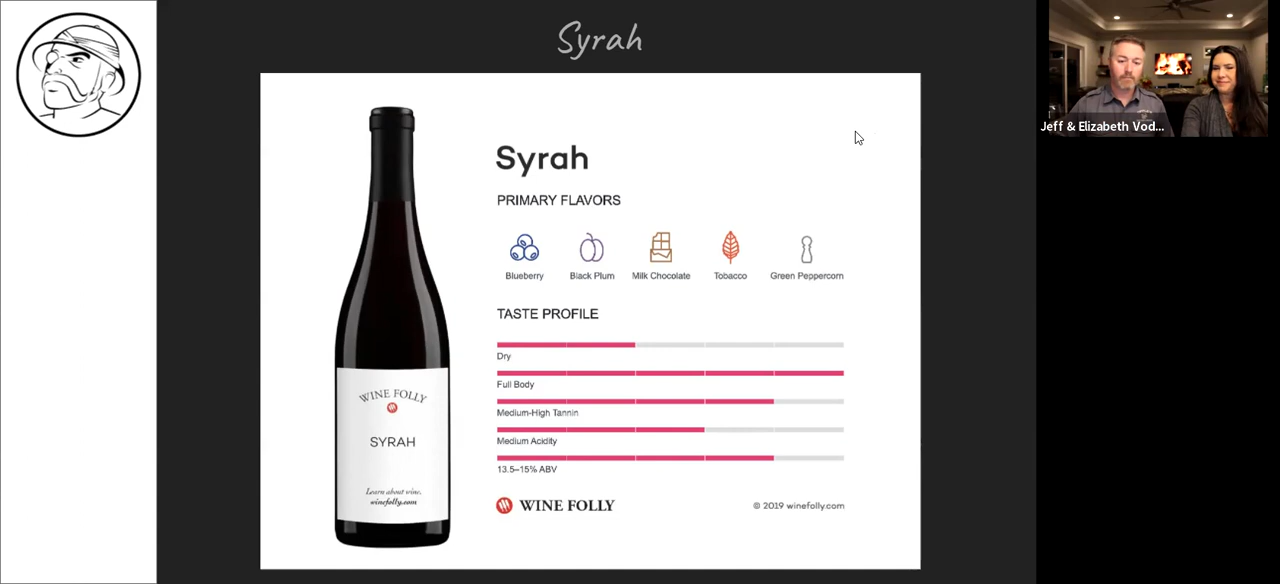 Syrah
Jeff & Elizabeth Vod...
Syrah
PRIMARY FLAVORS
Blueberry Black Plum Milk Chocolate Tobacco Green Peppercorn
TASTE PROFILE
Dry
Full Body
Medium-High Tannin
Medium Acidity
13.5–15% ABV
WINE FOLLY
© 2019 winefolly.com
WINE FOLLY
SYRAH
Learn about wine.
winefolly.com